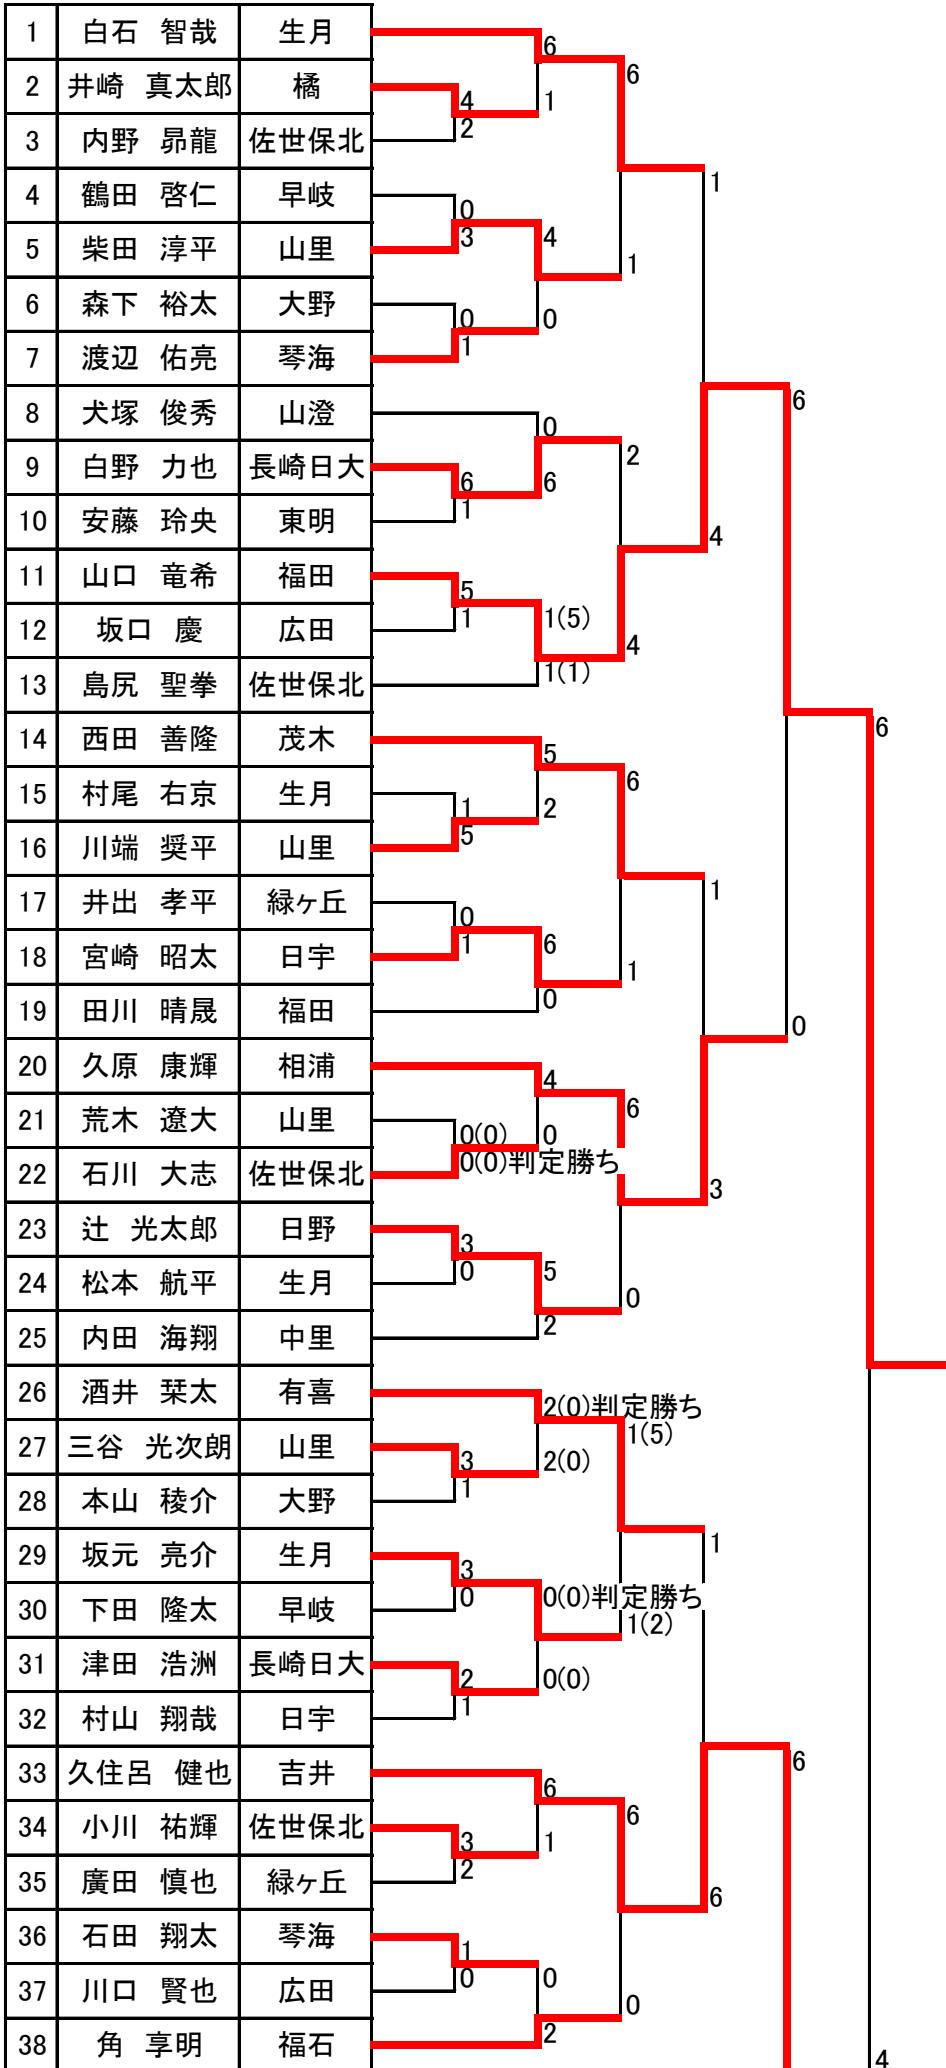 1 白石 智哉 生月
6
6
2 井崎 真太郎 橘
4
1
3 内野 昴龍 佐世保北
2
1
4 鶴田 啓仁 早岐
0
5 柴田 淳平 山里
3
4
1
6 森下 裕太 大野
0
0
7 渡辺 佑亮 琴海
1
6
8 犬塚 俊秀 山澄
0
2
9 白野 力也 長崎日大
6
6
10 安藤 玲央 東明
1
4
11 山口 竜希 福田
5
1(5)
12 坂口 慶 広田
1
4
13 島尻 聖拳 佐世保北
1(1)
6
14 西田 善隆 茂木
5
6
15 村尾 右京 生月
1
2
16 川端 奨平 山里
5
1
17 井出 孝平 緑ヶ丘
0
18 宮崎 昭太 日宇
1
6
1
19 田川 晴晟 福田
0
0
20 久原 康輝 相浦
4
6
21 荒木 遼大 山里
0(0)
0
22 石川 大志 佐世保北
0(0)判定勝ち
3
23 辻 光太郎 日野
3
24 松本 航平 生月
0
5
0
25 内田 海翔 中里
2
26 酒井 栞太 有喜
2(0)判定勝ち
1(5)
27 三谷 光次朗 山里
3
2(0)
28 本山 稜介 大野
1
1
29 坂元 亮介 生月
3
0(0)判定勝ち
30 下田 隆太 早岐
0
1(2)
31 津田 浩洲 長崎日大
2
0(0)
32 村山 翔哉 日宇
1
6
33 久住呂 健也 吉井
6
6
34 小川 祐輝 佐世保北
3
1
35 廣田 慎也 緑ヶ丘
2
6
36 石田 翔太 琴海
1
37 川口 賢也 広田
0
0
0
38 角 享明 福石
2
4